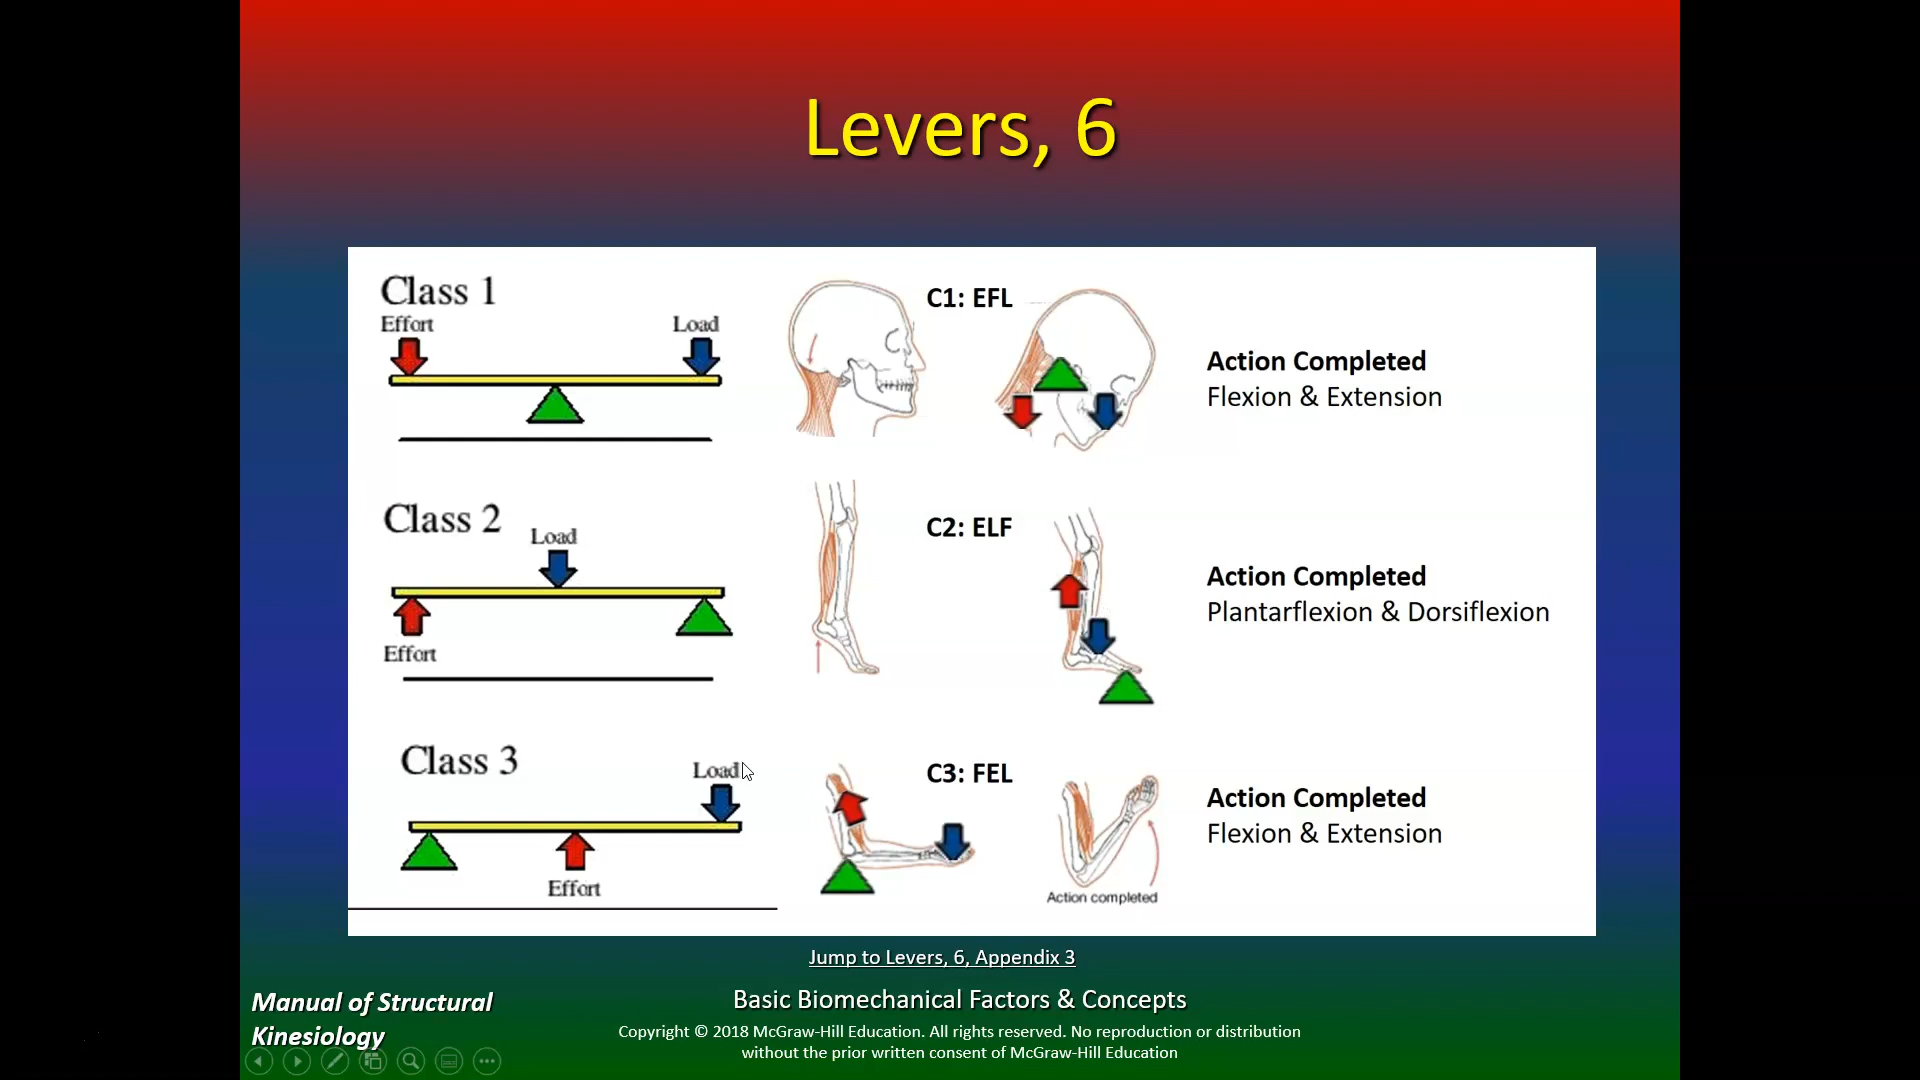 Levers, 6
Class 1
Effort
Load
C1: EFL
Action Completed
Flexion & Extension
Class 2
Load
Effort
C2: ELF
Action Completed
Plantarflexion & Dorsiflexion
Class 3
Load
Effort
C3: FEL
Action completed
Action Completed
Flexion & Extension
Jump to Levers, 6, Appendix 3
Manual of Structural
Kinesiology
Basic Biomechanical Factors & Concepts
Copyright © 2018 McGraw-Hill Education. All rights reserved. No reproduction or distribution
without the prior written consent of McGraw-Hill Education